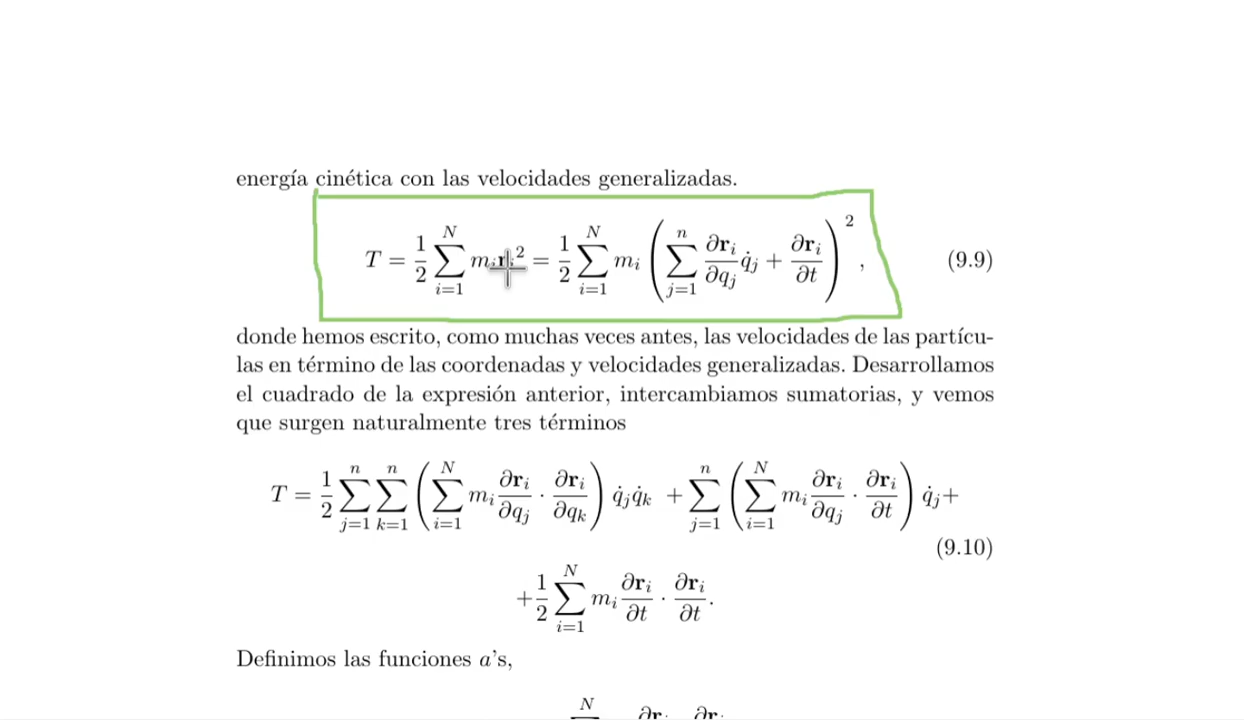 energía cinética con las velocidades generalizadas.
T = \frac{1}{2} \sum_{i=1}^{N} m_i \dot{\mathbf{r}}_i^2 = \frac{1}{2} \sum_{i=1}^{N} m_i \left( \sum_{j=1}^{n} \frac{\partial \mathbf{r}_i}{\partial q_j} \dot{q}_j + \frac{\partial \mathbf{r}_i}{\partial t} \right)^2 , (9.9)
donde hemos escrito, como muchas veces antes, las velocidades de las partícu-
las en término de las coordenadas y velocidades generalizadas. Desarrollamos
el cuadrado de la expresión anterior, intercambiamos sumatorias, y vemos
que surgen naturalmente tres términos
T = \frac{1}{2} \sum_{j=1}^{n} \sum_{k=1}^{n} \left( \sum_{i=1}^{N} m_i \frac{\partial \mathbf{r}_i}{\partial q_j} \cdot \frac{\partial \mathbf{r}_i}{\partial q_k} \right) \dot{q}_j \dot{q}_k + \sum_{j=1}^{n} \left( \sum_{i=1}^{N} m_i \frac{\partial \mathbf{r}_i}{\partial q_j} \cdot \frac{\partial \mathbf{r}_i}{\partial t} \right) \dot{q}_j +
(9.10)
+ \frac{1}{2} \sum_{i=1}^{N} m_i \frac{\partial \mathbf{r}_i}{\partial t} \cdot \frac{\partial \mathbf{r}_i}{\partial t} .
Definimos las funciones a's,